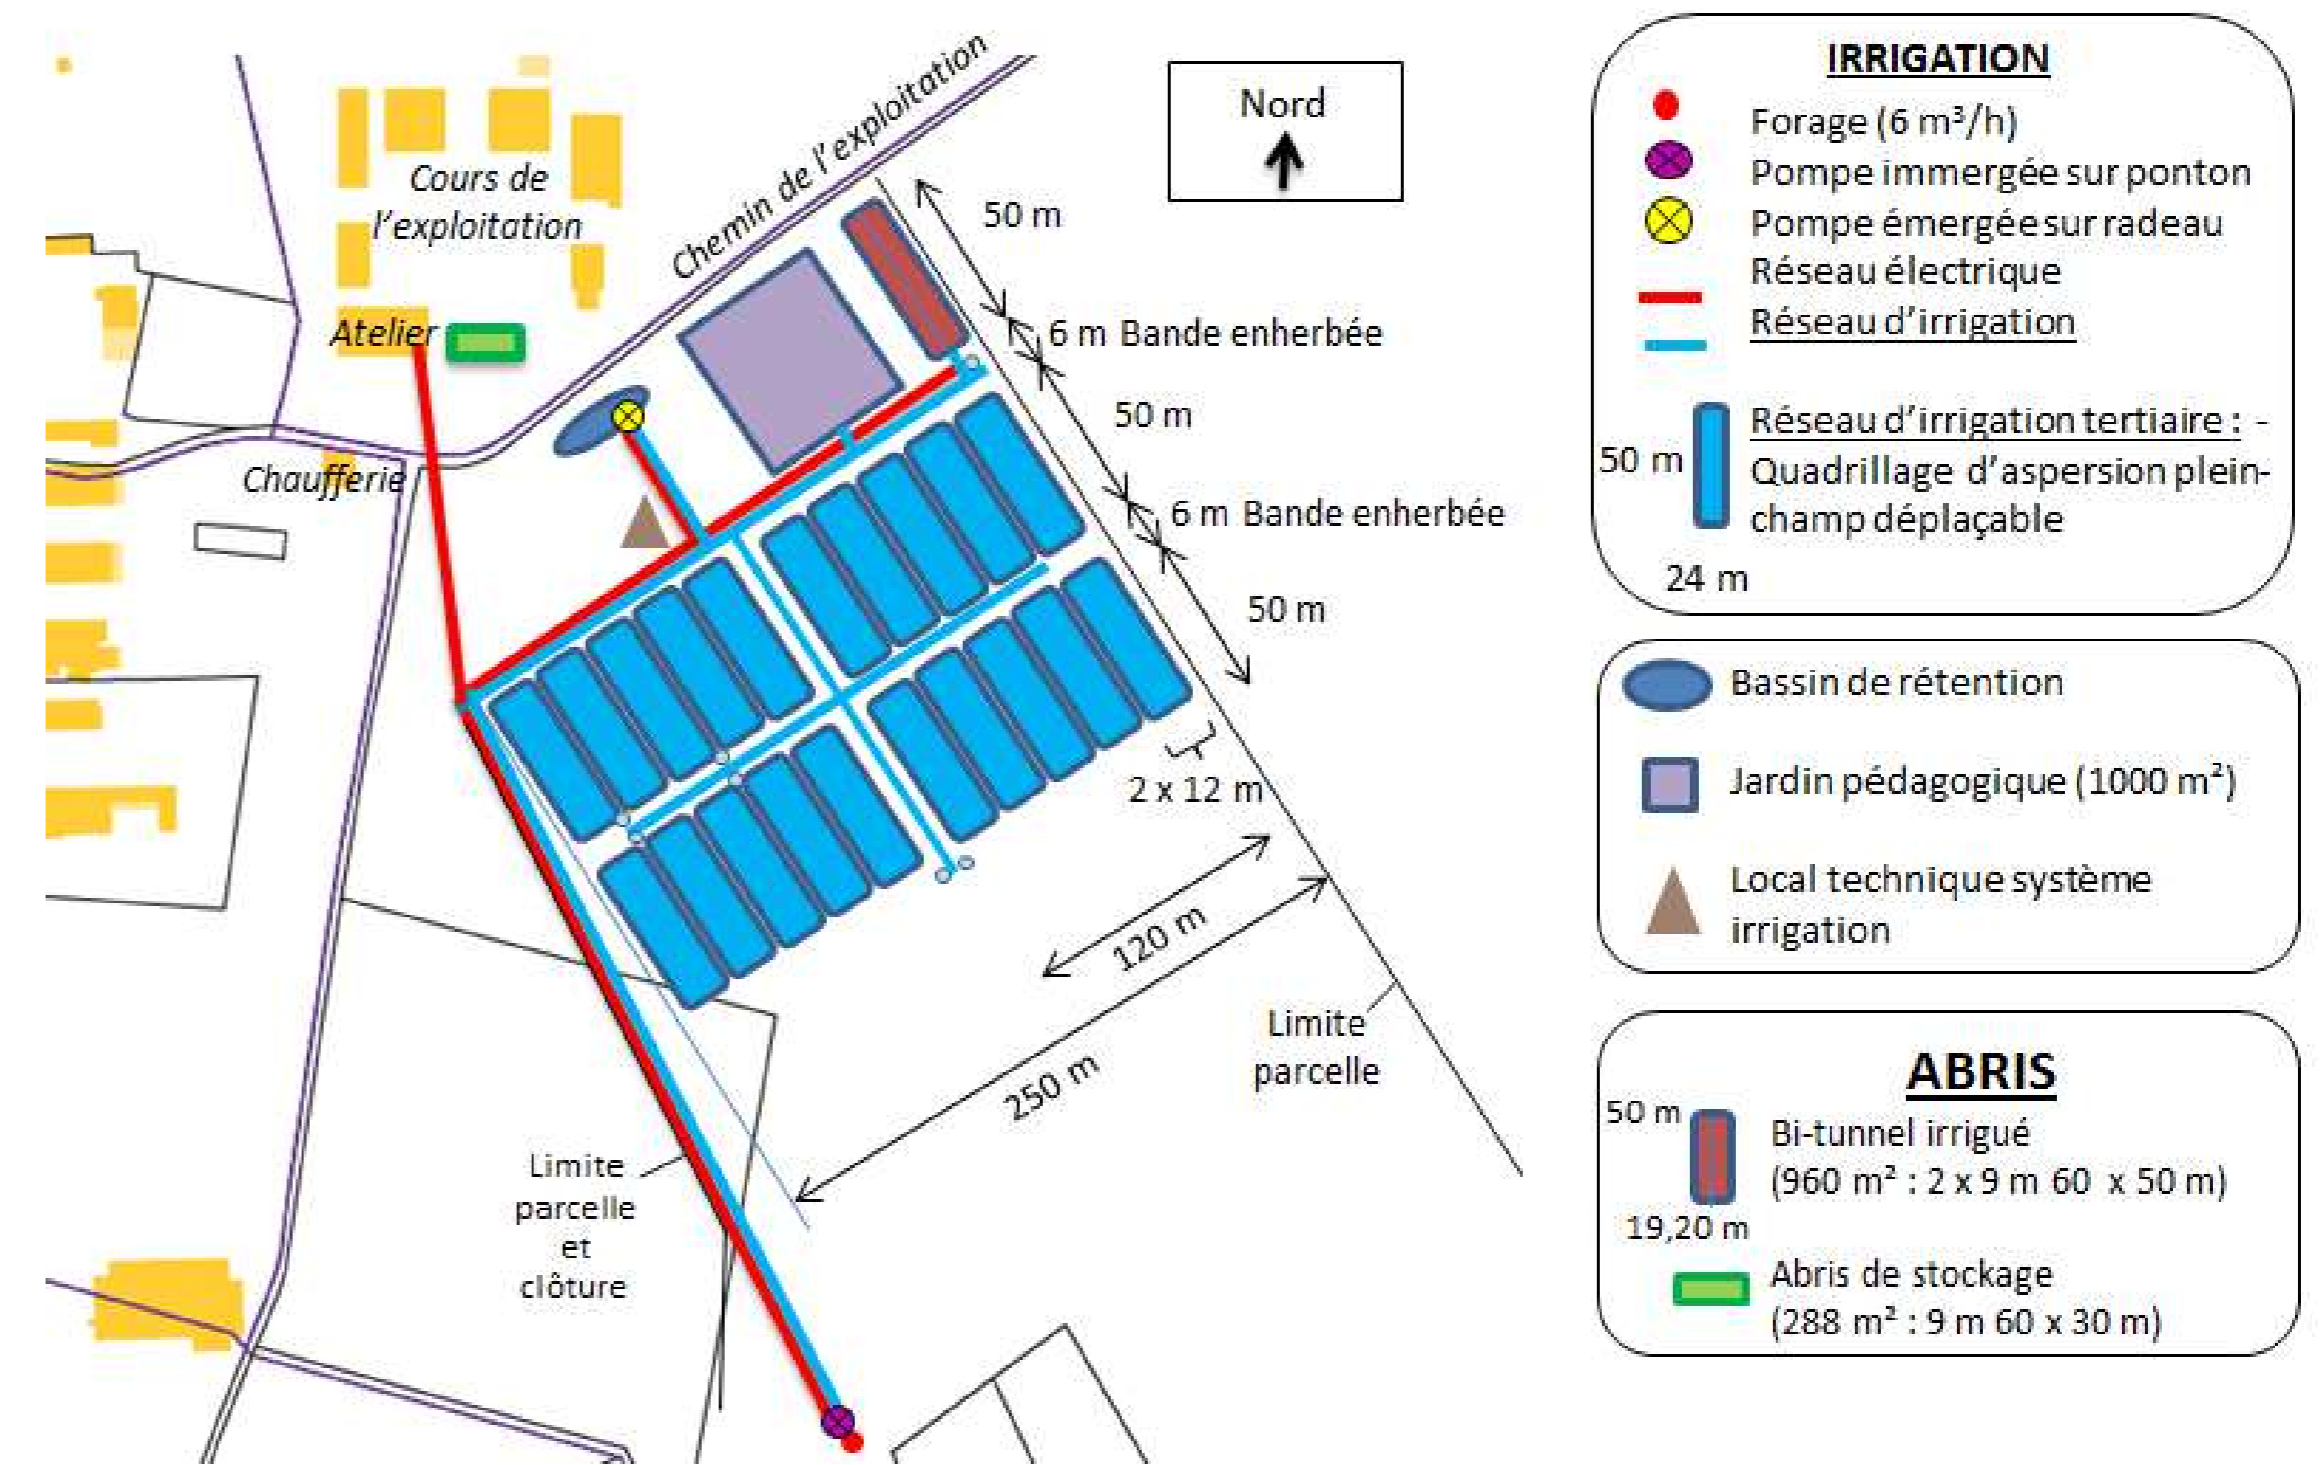 Cours de
l'exploitation
Atelier
Chaufferie
Chemin de l'exploitation
Nord
50 m
6 m Bande enherbée
50 m
6 m Bande enherbée
50 m
2 x 12 m
120 m
250 m
Limite
parcelle
Limite
parcelle
et
clôture
IRRIGATION
Forage (6 m³/h)
Pompe immergée sur ponton
Pompe émergée sur radeau
Réseau électrique
Réseau d'irrigation
Réseau d'irrigation tertiaire : -
50 m
Quadrillage d'aspersion plein-
champ déplaçable
24 m
Bassin de rétention
Jardin pédagogique (1000 m²)
Local technique système
irrigation
ABRIS
50 m
Bi-tunnel irrigué
(960 m² : 2 x 9 m 60 x 50 m)
19,20 m
Abris de stockage
(288 m² : 9 m 60 x 30 m)